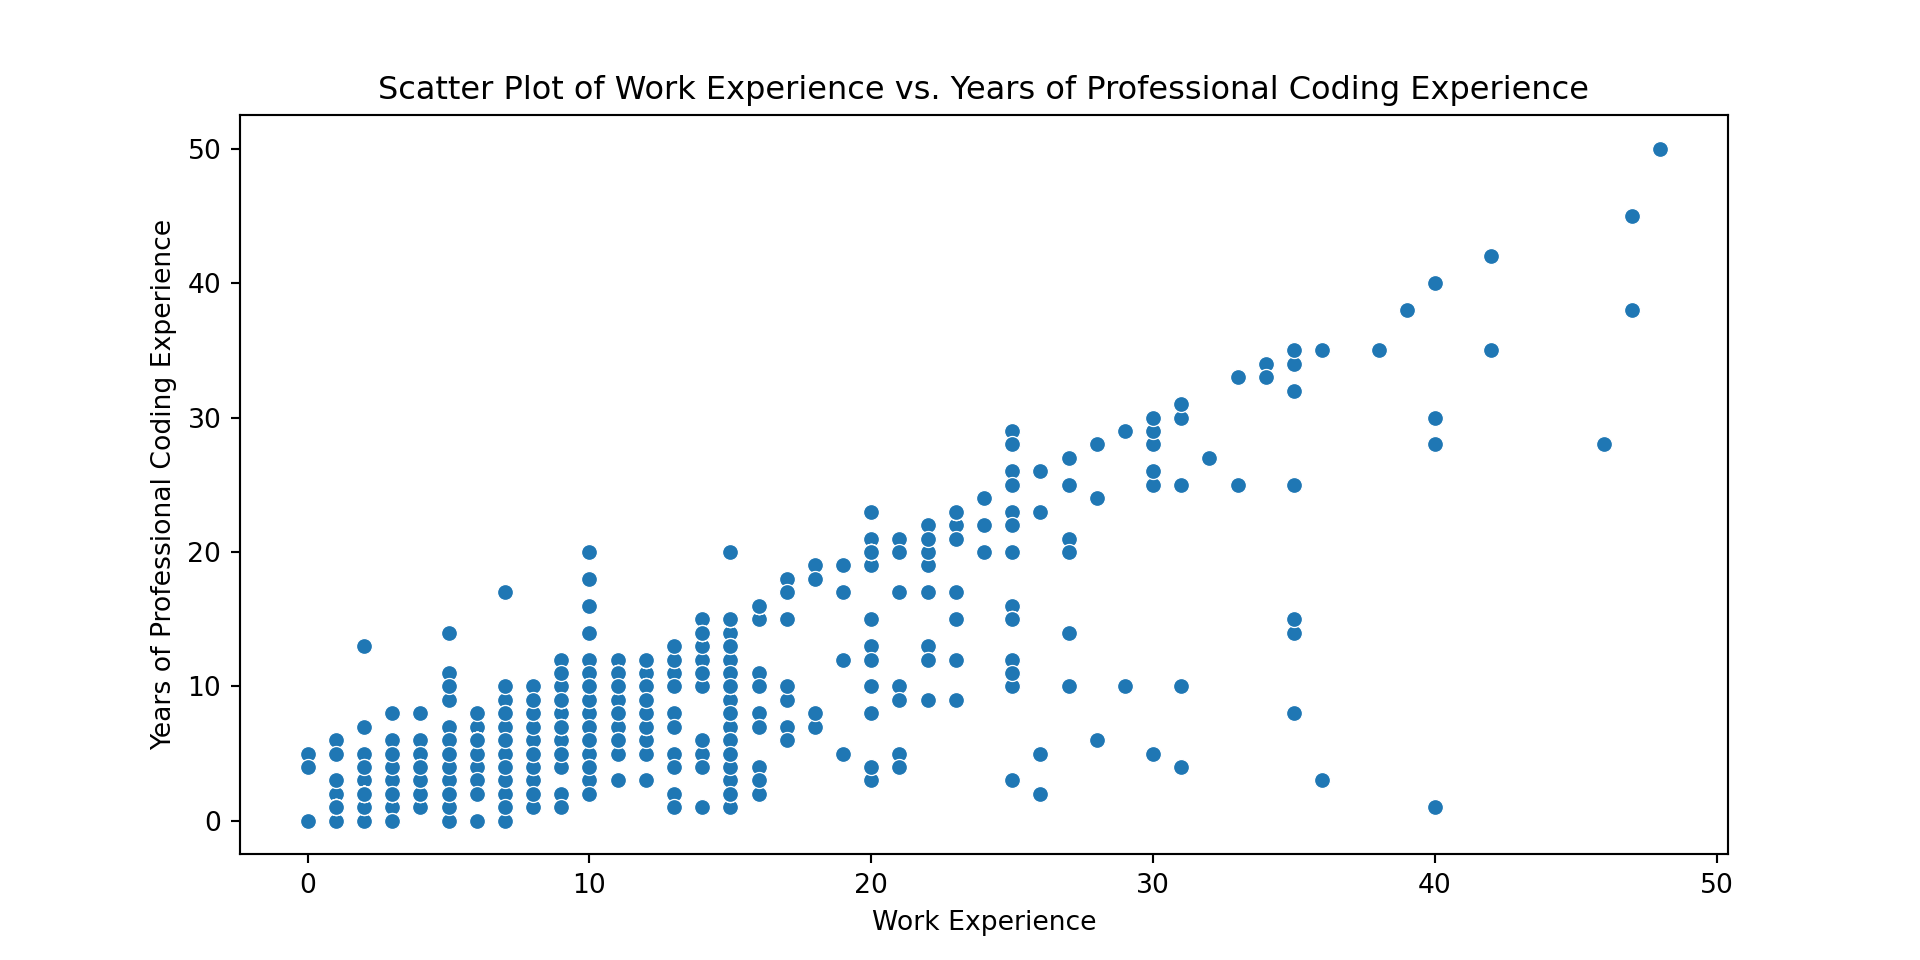 Scatter Plot of Work Experience vs. Years of Professional Coding Experience
Years of Professional Coding Experience
50
40
30
20
10
0
0 10 20 30 40 50
Work Experience